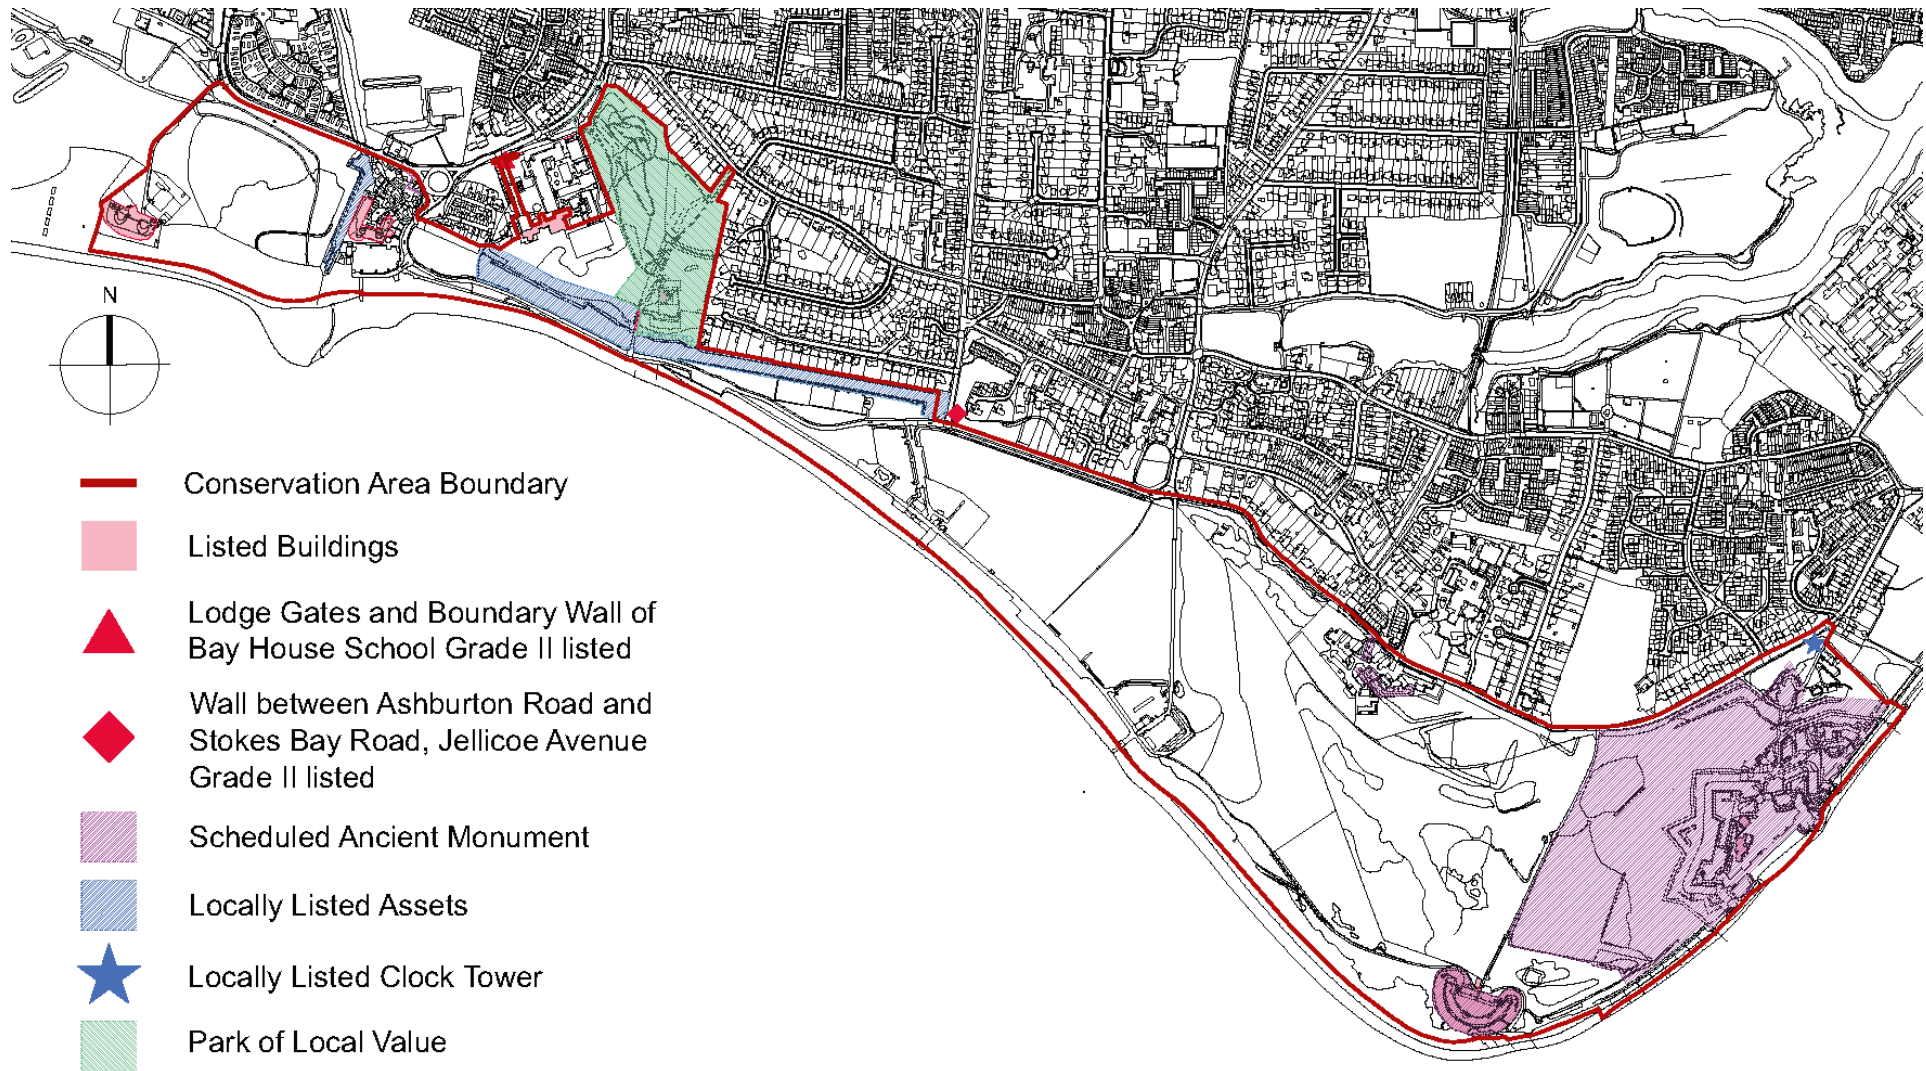 N
Conservation Area Boundary
Listed Buildings
Lodge Gates and Boundary Wall of
Bay House School Grade II listed
Wall between Ashburton Road and
Stokes Bay Road, Jellicoe Avenue
Grade II listed
Scheduled Ancient Monument
Locally Listed Assets
Locally Listed Clock Tower
Park of Local Value